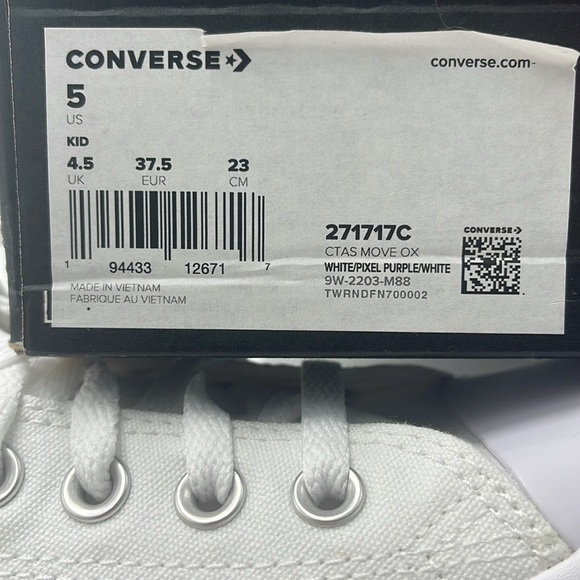 CONVERSE
converse.com
5
US
KID
4.5 37.5 23
UK EUR CM
1 94433 12671 7
MADE IN VIETNAM
FABRIQUE AU VIETNAM
271717C
CTAS MOVE OX
WHITE/PIXEL PURPLE/WHITE
9W-2203-M88
TWRNDFN700002
CONVERSE